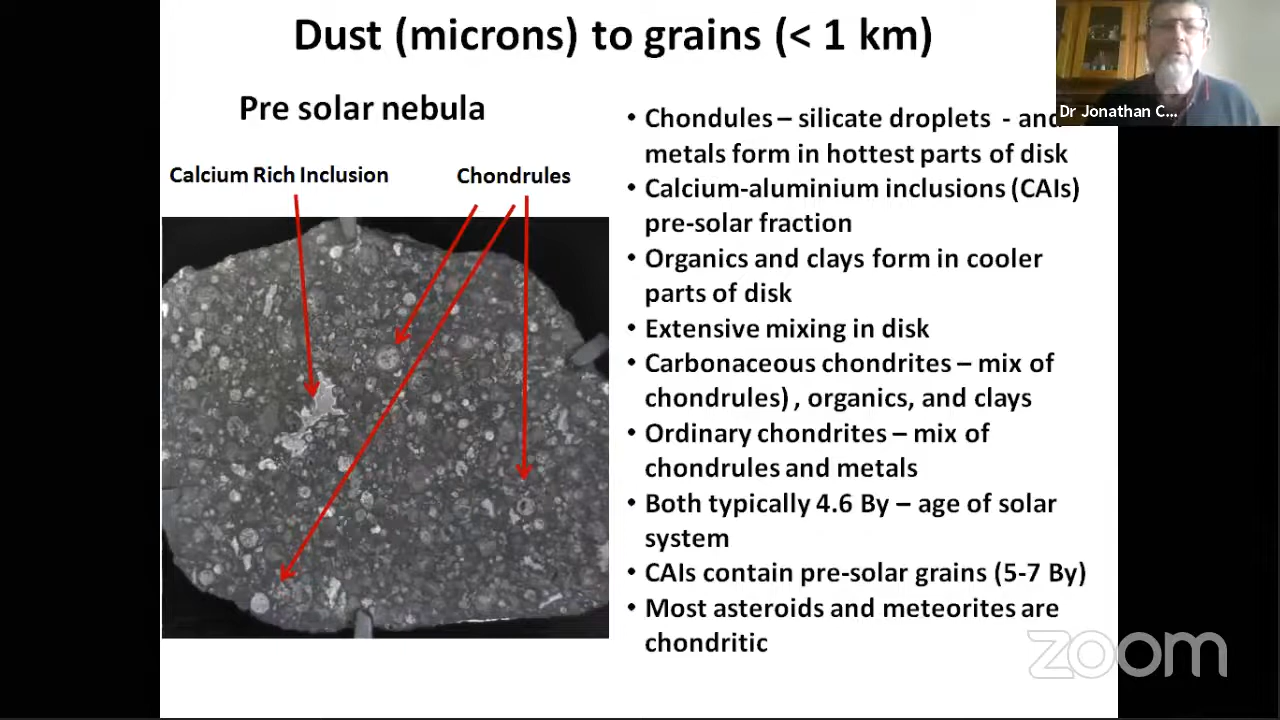 Dust (microns) to grains (< 1 km)
Pre solar nebula
Calcium Rich Inclusion
Chondrules
• Chondules – silicate droplets - and
metals form in hottest parts of disk
• Calcium-aluminium inclusions (CAIs)
pre-solar fraction
• Organics and clays form in cooler
parts of disk
• Extensive mixing in disk
• Carbonaceous chondrites – mix of
chondrules) , organics, and clays
• Ordinary chondrites – mix of
chondrules and metals
• Both typically 4.6 By – age of solar
system
• CAIs contain pre-solar grains (5-7 By)
• Most asteroids and meteorites are
chondritic
Dr Jonathan C...
zoom